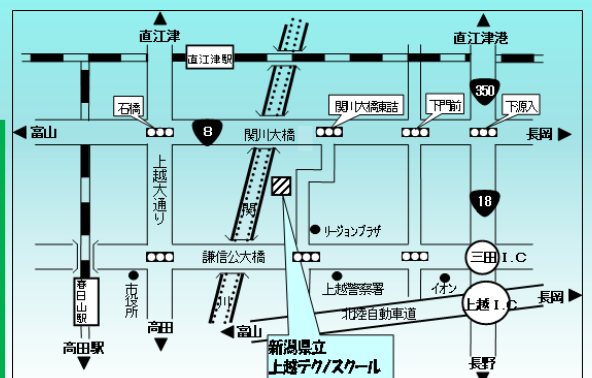 直江津
直江津港
直江津駅
350
石橋
関川大橋東詰
下門前
下源入
富山
8
関川大橋
長岡
上越大通り
関
18
リージョンプラザ
謙信公大橋
三田I.C
春日山駅
市役所
川
上越警察署
イオン
上越I.C
長岡
北陸自動車道
高田
富山
高田駅
新潟県立
上越テクノスクール
長野